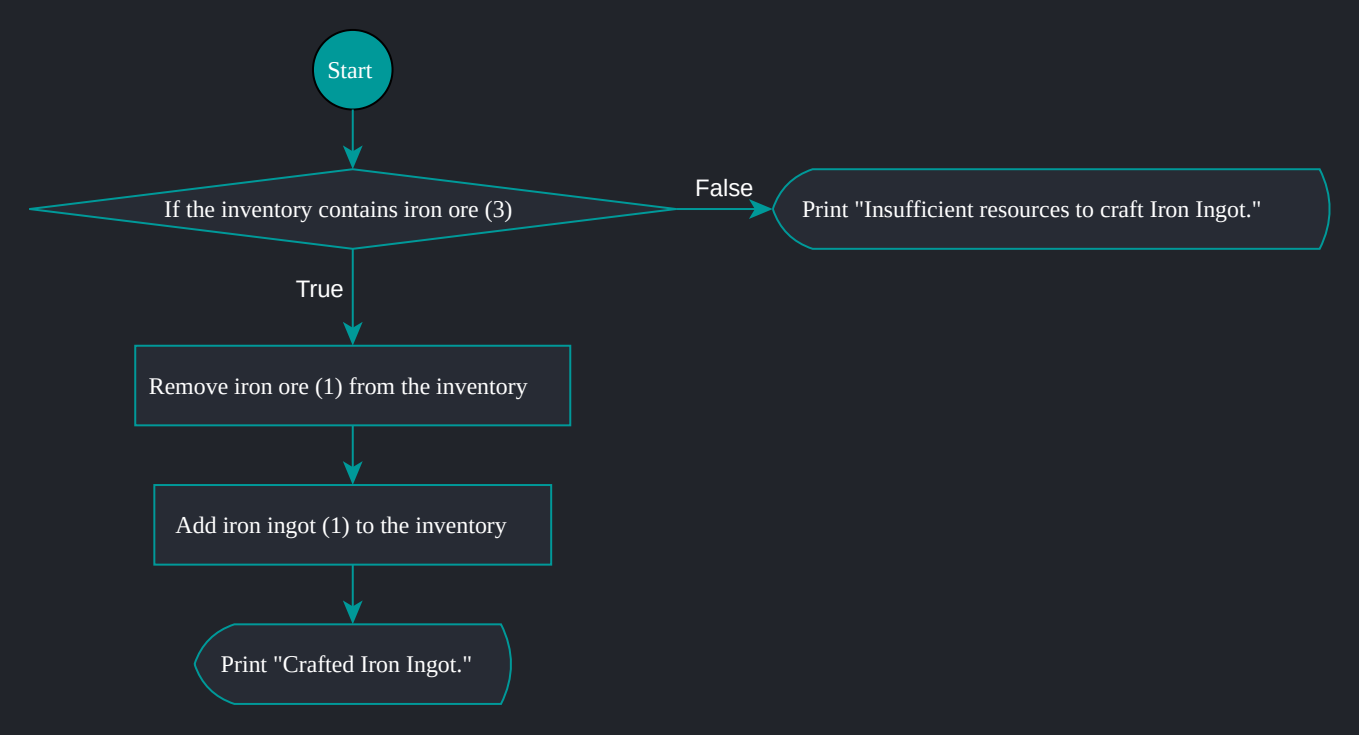 Start
If the inventory contains iron ore (3)
False
Print "Insufficient resources to craft Iron Ingot."
True
Remove iron ore (1) from the inventory
Add iron ingot (1) to the inventory
Print "Crafted Iron Ingot."